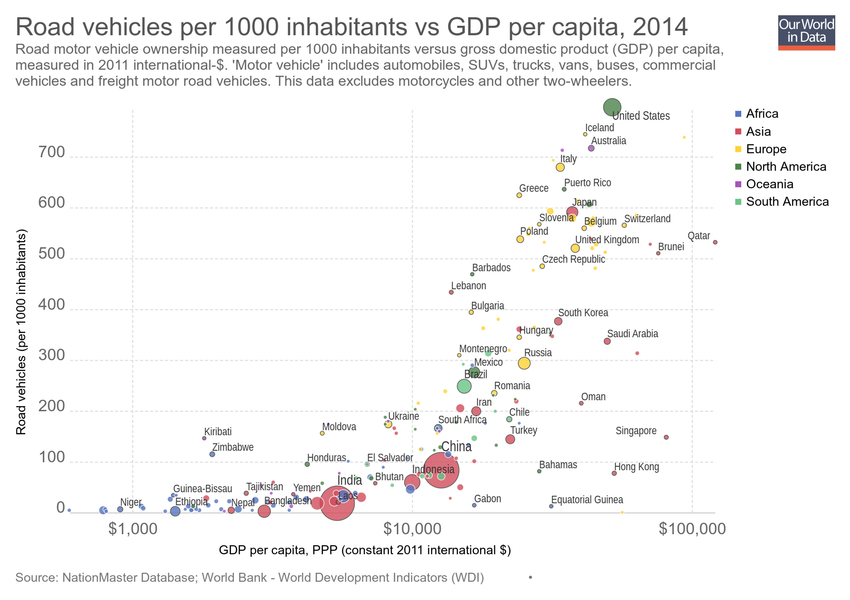 Road vehicles per 1000 inhabitants vs GDP per capita, 2014
Our World
in Data
Road motor vehicle ownership measured per 1000 inhabitants versus gross domestic product (GDP) per capita,
measured in 2011 international-$. 'Motor vehicle' includes automobiles, SUVs, trucks, vans, buses, commercial
vehicles and freight motor road vehicles. This data excludes motorcycles and other two-wheelers.
Africa
Asia
Europe
North America
Oceania
South America
Road vehicles (per 1000 inhabitants)
700
600
500
400
300
200
100
0
United States
Iceland
Australia
Italy
Puerto Rico
Greece
Japan
Slovenia
Belgium
Switzerland
Poland
United Kingdom
Qatar
Brunei
Czech Republic
Barbados
Lebanon
Bulgaria
South Korea
Hungary
Saudi Arabia
Montenegro
Russia
Mexico
Brazil
Romania
Iran
Oman
Ukraine
South Africa
Chile
Moldova
Kiribati
Turkey
Singapore
Zimbabwe
China
Honduras
El Salvador
Indonesia
Bahamas
Hong Kong
India
Bhutan
Guinea-Bissau
Tajikistan
Yemen
Laos
Niger
Ethiopia
Nepal
Bangladesh
Gabon
Equatorial Guinea
$1,000
$10,000
$100,000
GDP per capita, PPP (constant 2011 international $)
Source: NationMaster Database; World Bank - World Development Indicators (WDI)